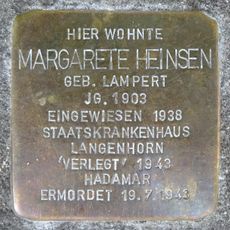 HIER WOHNTE
MARGARETE HEINSEN
GEB. LAMPERT
JG. 1903
EINGEWIESEN 1938
STAATSKRANKENHAUS
LANGENHORN
'VERLEGT' 1943
HADAMAR
ERMORDET 19.7.1943